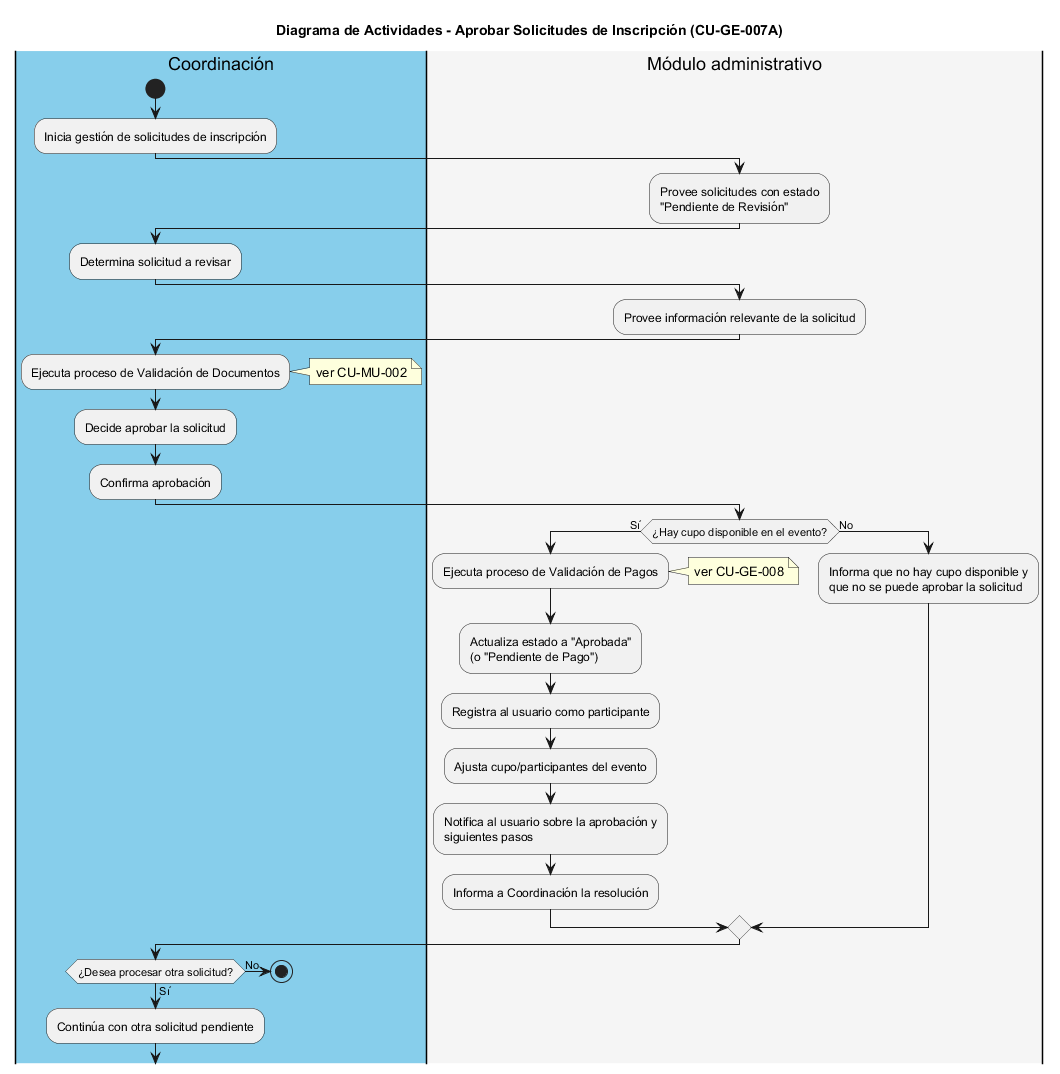 Diagrama de Actividades - Aprobar Solicitudes de Inscripción (CU-GE-007A)
Coordinación
Módulo administrativo
Inicia gestión de solicitudes de inscripción
Provee solicitudes con estado
"Pendiente de Revisión"
Determina solicitud a revisar
Provee información relevante de la solicitud
Ejecuta proceso de Validación de Documentos
ver CU-MU-002
Decide aprobar la solicitud
Confirma aprobación
Sí
¿Hay cupo disponible en el evento?
No
Ejecuta proceso de Validación de Pagos
ver CU-GE-008
Informa que no hay cupo disponible y
que no se puede aprobar la solicitud
Actualiza estado a "Aprobada"
(o "Pendiente de Pago")
Registra al usuario como participante
Ajusta cupo/participantes del evento
Notifica al usuario sobre la aprobación y
siguientes pasos
Informa a Coordinación la resolución
¿Desea procesar otra solicitud?
No
Sí
Continúa con otra solicitud pendiente